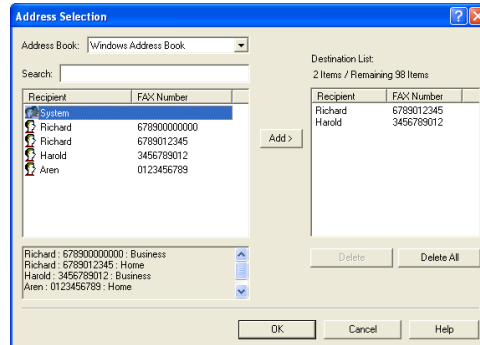 Address Selection
Address Book: Windows Address Book
Search:
Recipient FAX Number
System
Richard 678900000000
Richard 6789012345
Harold 3456789012
Aren 0123456789
Add >
Destination List:
2 Items / Remaining 98 Items
Recipient FAX Number
Richard 6789012345
Harold 3456789012
Richard : 678900000000 : Business
Richard : 6789012345 : Home
Harold : 3456789012 : Business
Aren : 0123456789 : Home
Delete Delete All
OK Cancel Help